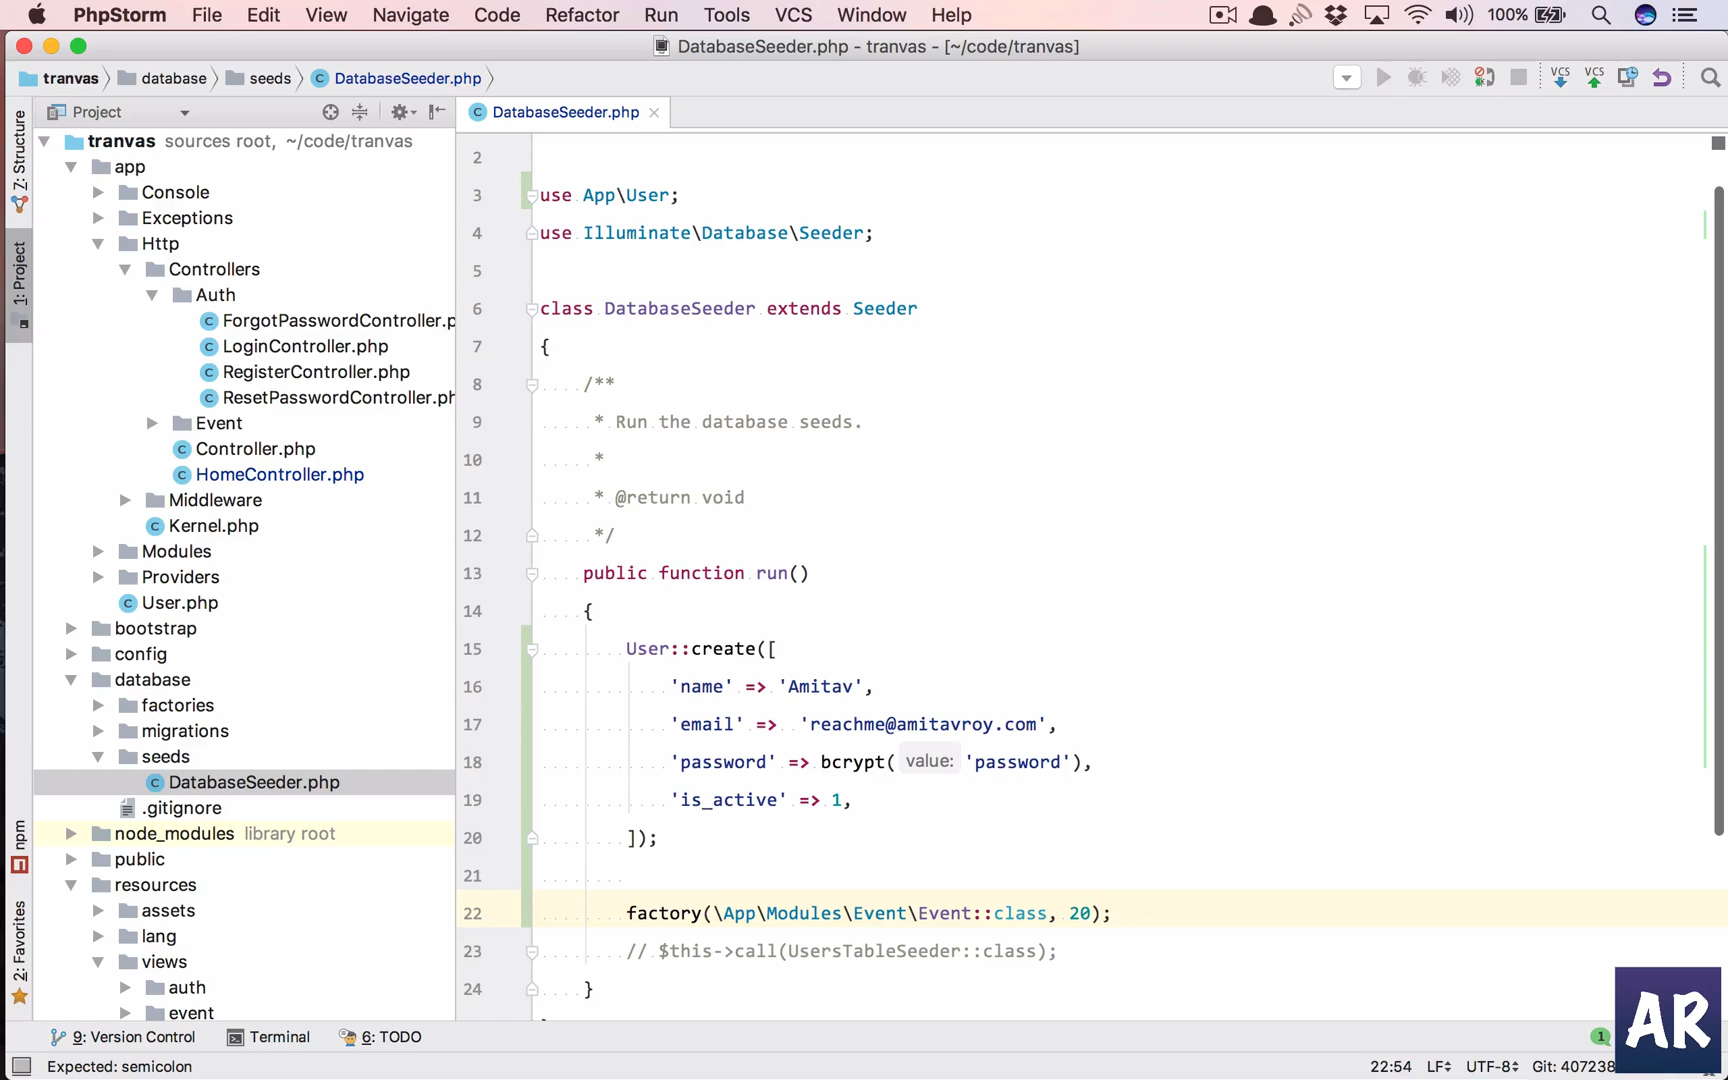 PhpStorm File Edit View Navigate Code Refactor Run Tools VCS Window Help 100%
DatabaseSeeder.php - tranvas - [~/code/tranvas]
tranvas database seeds DatabaseSeeder.php VCS VCS
Project DatabaseSeeder.php
7: Structure
1: Project
npm
2: Favorites
tranvas sources root, ~/code/tranvas
app
Console
Exceptions
Http
Controllers
Auth
ForgotPasswordController.p
LoginController.php
RegisterController.php
ResetPasswordController.ph
Event
Controller.php
HomeController.php
Middleware
Kernel.php
Modules
Providers
User.php
bootstrap
config
database
factories
migrations
seeds
DatabaseSeeder.php
.gitignore
node_modules library root
public
resources
assets
lang
views
auth
event
2
3 use App\User;
4 use Illuminate\Database\Seeder;
5
6 class DatabaseSeeder extends Seeder
7 {
8 /**
9 * Run the database seeds.
10 *
11 * @return void
12 */
13 public function run()
14 {
15 User::create([
16 'name' => 'Amitav',
17 'email' => 'reachme@amitavroy.com',
18 'password' => bcrypt( value: 'password'),
19 'is_active' => 1,
20 ]);
21
22 factory(\App\Modules\Event\Event::class, 20);
23 // $this->call(UsersTableSeeder::class);
24 }
9: Version Control Terminal 6: TODO 1
Expected: semicolon 22:54 LF UTF-8 Git: 407238
AR